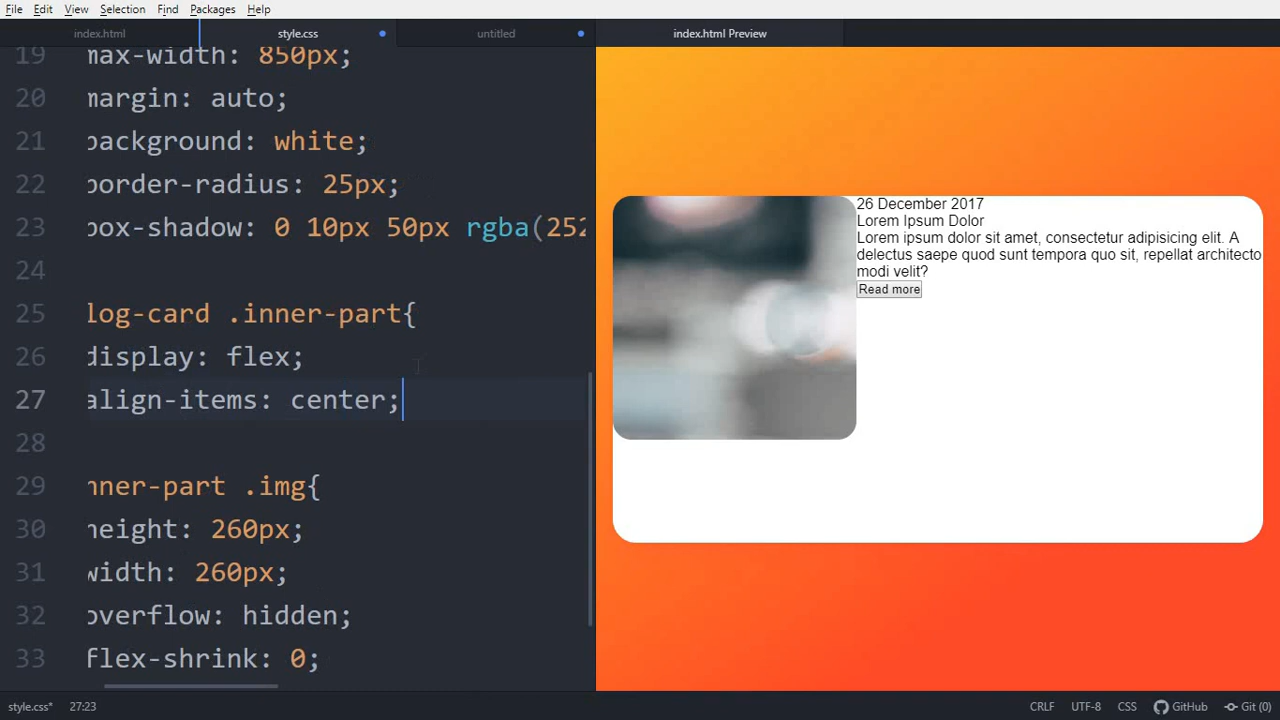 File Edit View Selection Find Packages Help
index.html style.css untitled index.html Preview
19 max-width: 850px;
20 margin: auto;
21 background: white;
22 border-radius: 25px;
23 box-shadow: 0 10px 50px rgba(252
24
25 log-card .inner-part{
26 display: flex;
27 align-items: center;
28
29 nner-part .img{
30 height: 260px;
31 width: 260px;
32 overflow: hidden;
33 flex-shrink: 0;
26 December 2017
Lorem Ipsum Dolor
Lorem ipsum dolor sit amet, consectetur adipisicing elit. A
delectus saepe quod sunt tempora quo sit, repellat architecto
modi velit?
Read more
style.css* 27:23 CRLF UTF-8 CSS GitHub Git (0)